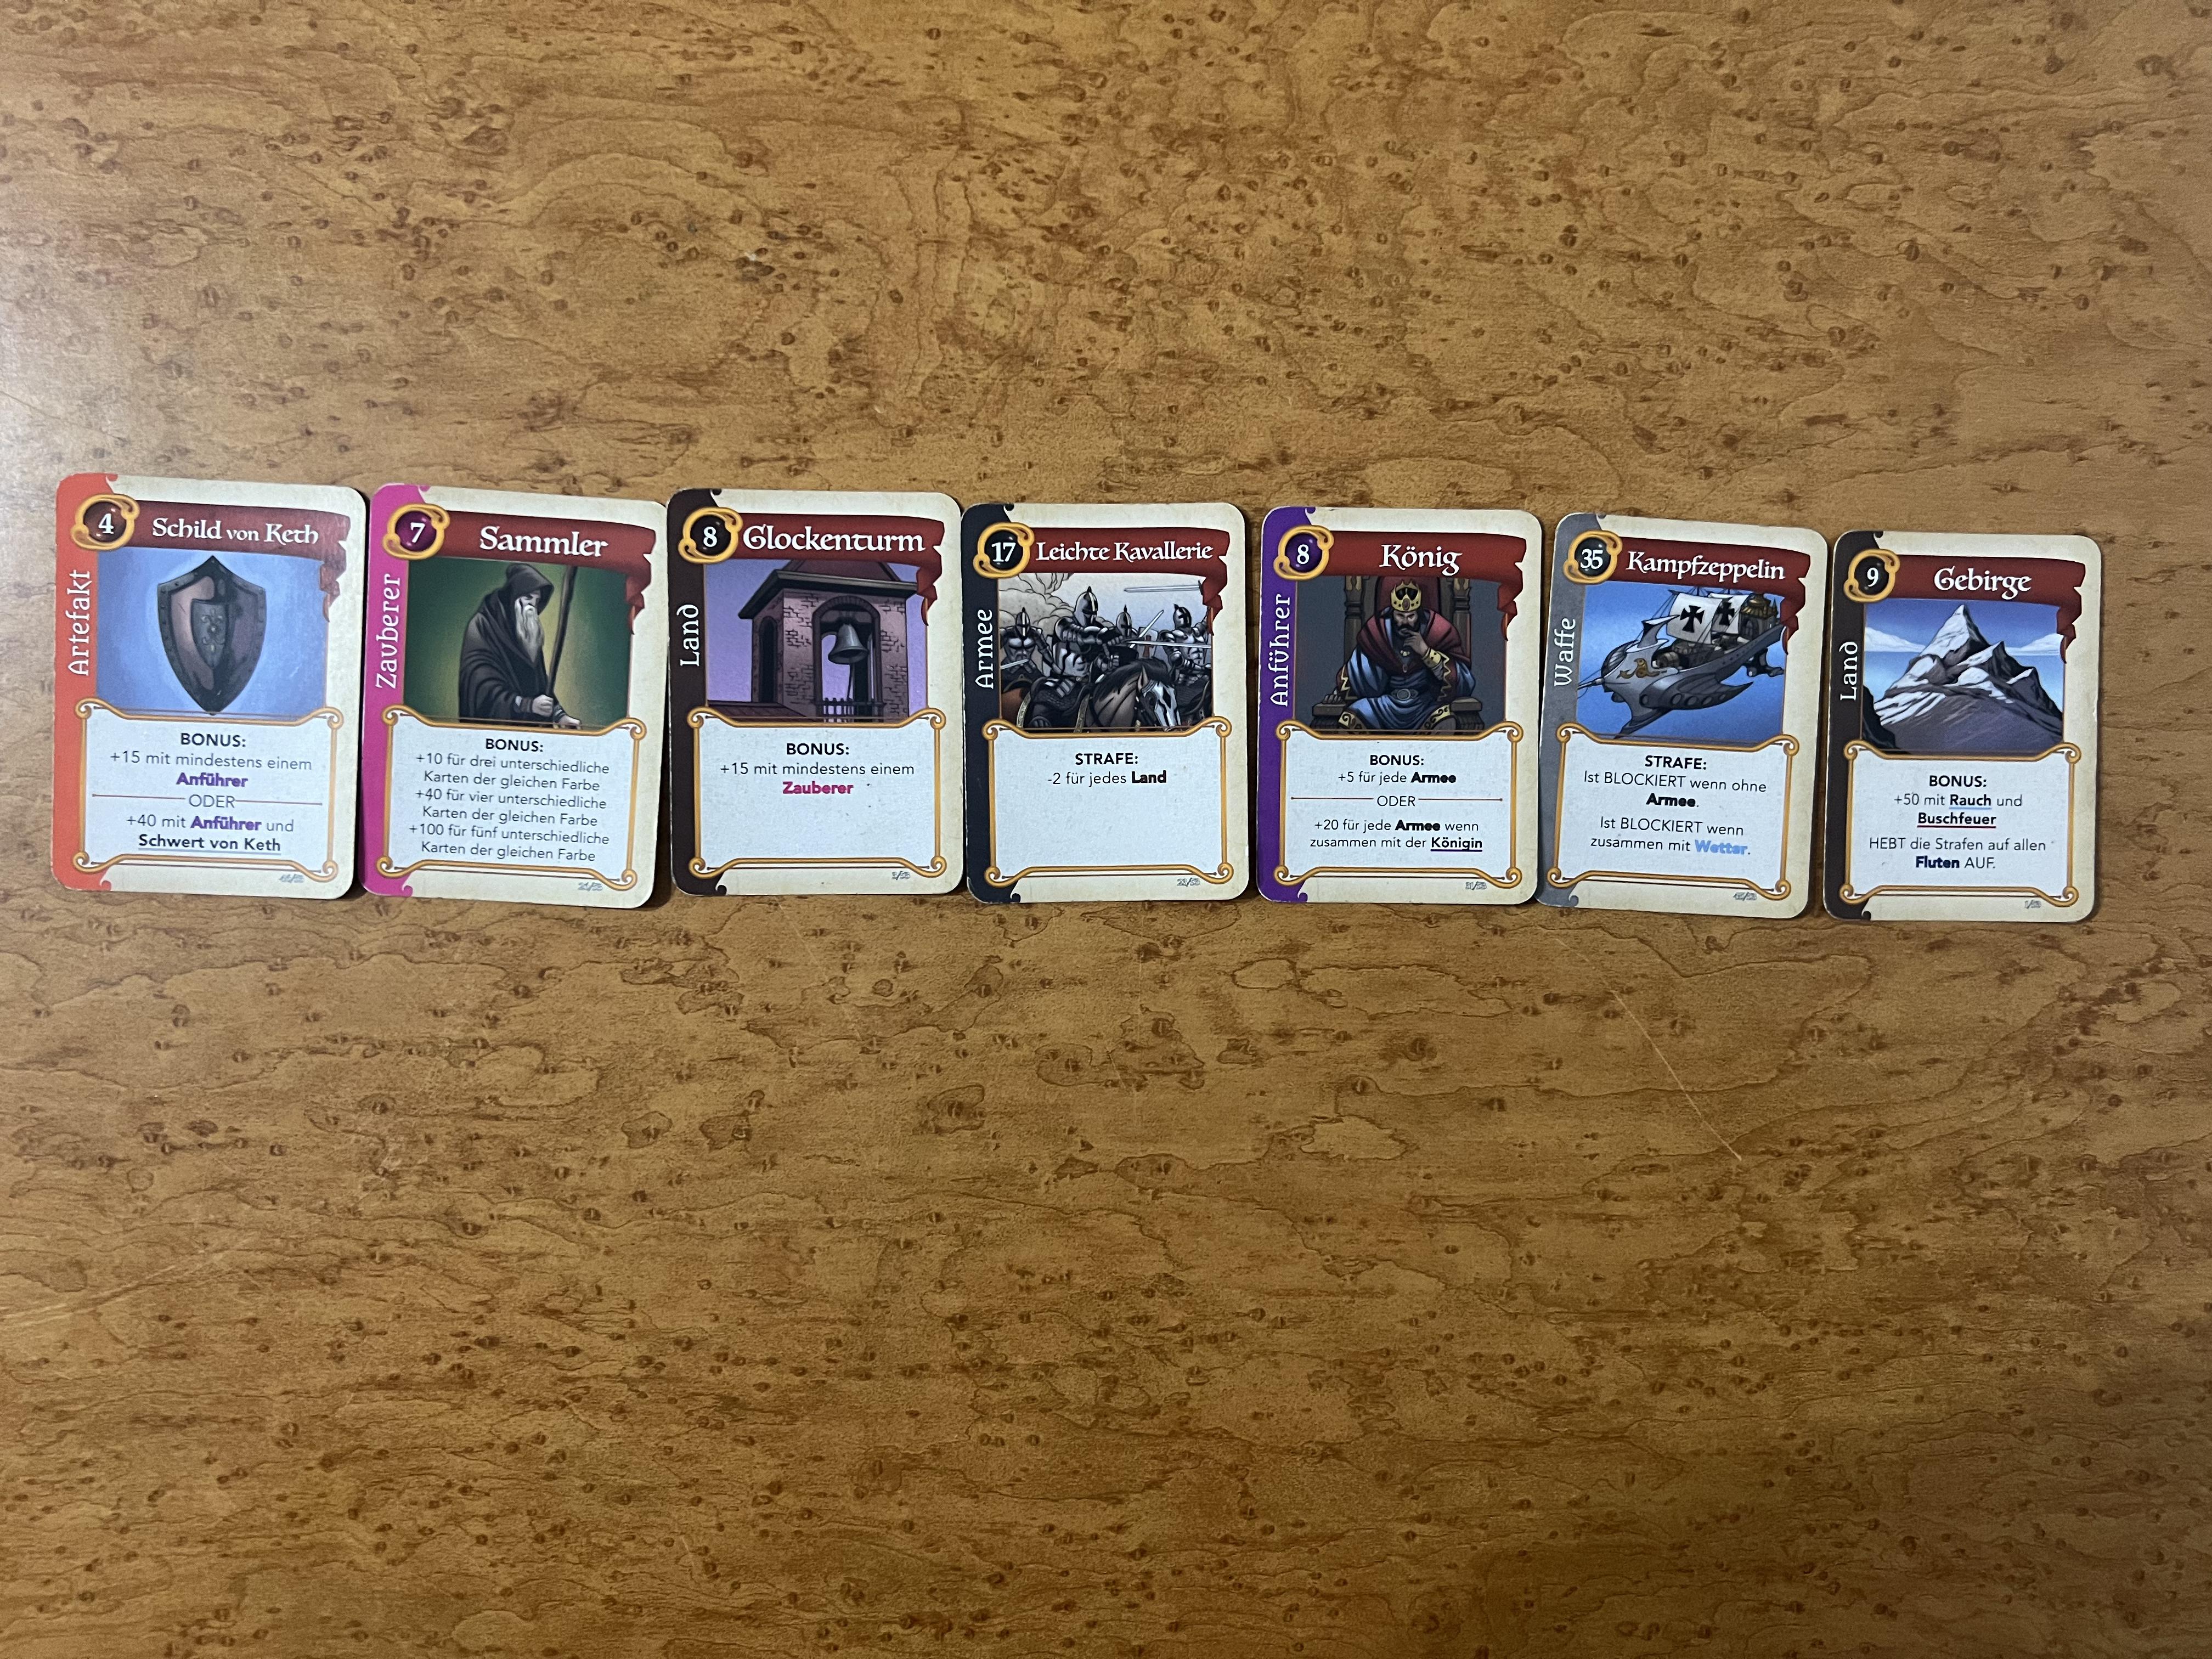 4
Schild von Keth
Artefakt
BONUS:
+15 mit mindestens einem
Anführer
ODER
+40 mit Anführer und
Schwert von Keth
7
Sammler
Zauberer
BONUS:
+10 für drei unterschiedliche
Karten der gleichen Farbe
+40 für vier unterschiedliche
Karten der gleichen Farbe
+100 für fünf unterschiedliche
Karten der gleichen Farbe
8
Glockenturm
Land
BONUS:
+15 mit mindestens einem
Zauberer
17
Leichte Kavallerie
Armee
STRAFE:
-2 für jedes Land
8
König
Anführer
BONUS:
+5 für jede Armee
ODER
+20 für jede Armee wenn
zusammen mit der Königin
35
Kampfzeppelin
Waffe
STRAFE:
Ist BLOCKIERT wenn ohne
Armee.
Ist BLOCKIERT wenn
zusammen mit Wetter.
9
Gebirge
Land
BONUS:
+50 mit Rauch und
Buschfeuer
HEBT die Strafen auf allen
Fluten AUF.